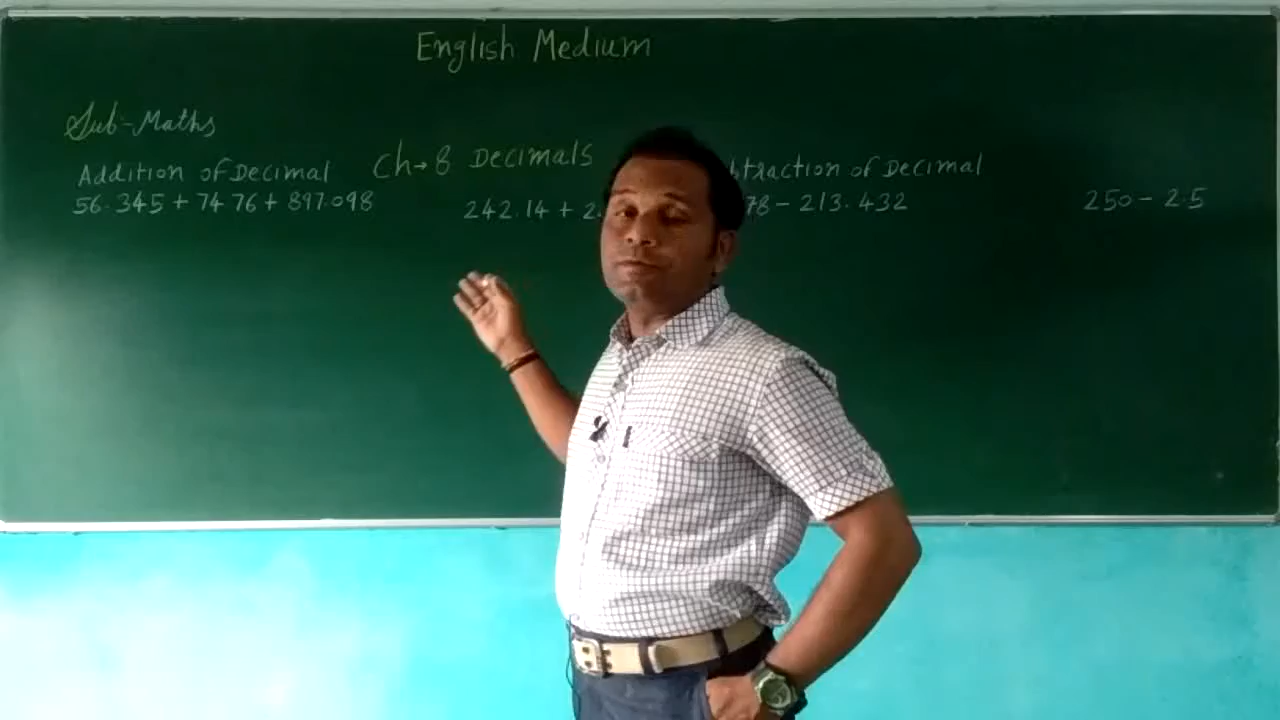 English Medium
Sub-Maths
Ch→8 Decimals
Addition of Decimal
56.345 + 74.76 + 897.098
242.14 + 2.
btraction of Decimal
78 - 213.432
250 - 2.5